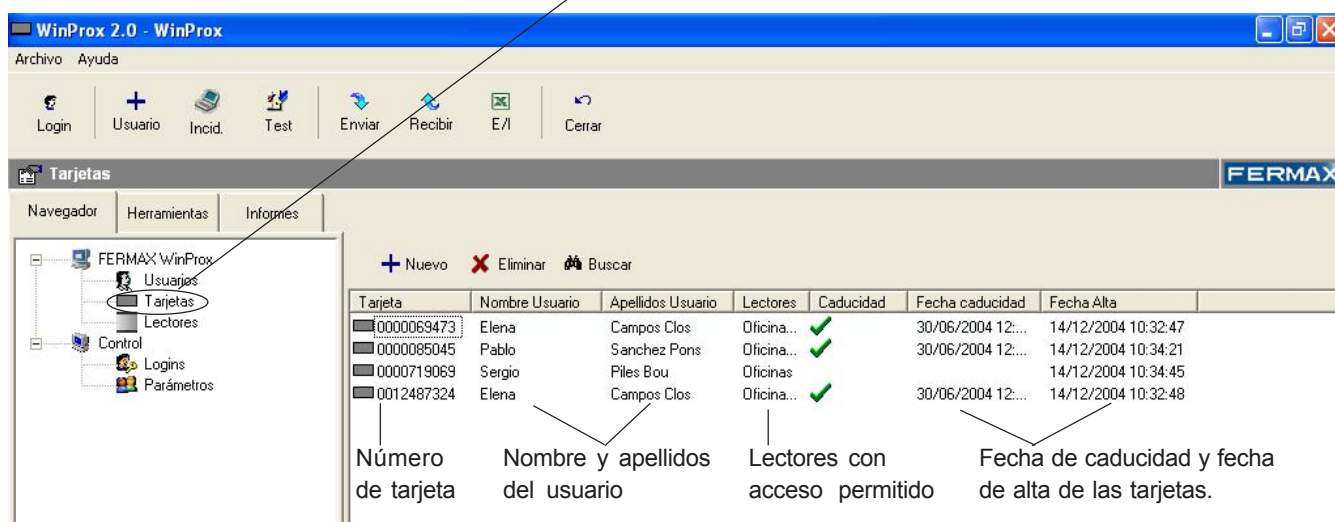 WinProx 2.0 - WinProx
Archivo Ayuda
Login Usuario Incid. Test Enviar Recibir E/I Cerrar
Tarjetas FERMAX
Navegador Herramientas Informes
FERMAX WinProx
Usuarios
Tarjetas
Lectores
Control
Logins
Parámetros
Nuevo Eliminar Buscar
Tarjeta Nombre Usuario Apellidos Usuario Lectores Caducidad Fecha caducidad Fecha Alta
0000069473 Elena Campos Clos Oficina... 30/06/2004 12:... 14/12/2004 10:32:47
0000085045 Pablo Sanchez Pons Oficina... 30/06/2004 12:... 14/12/2004 10:34:21
0000719069 Sergio Piles Bou Oficinas 14/12/2004 10:34:45
0012487324 Elena Campos Clos Oficina... 30/06/2004 12:... 14/12/2004 10:32:48
Número
de tarjeta
Nombre y apellidos
del usuario
Lectores con
acceso permitido
Fecha de caducidad y fecha
de alta de las tarjetas.